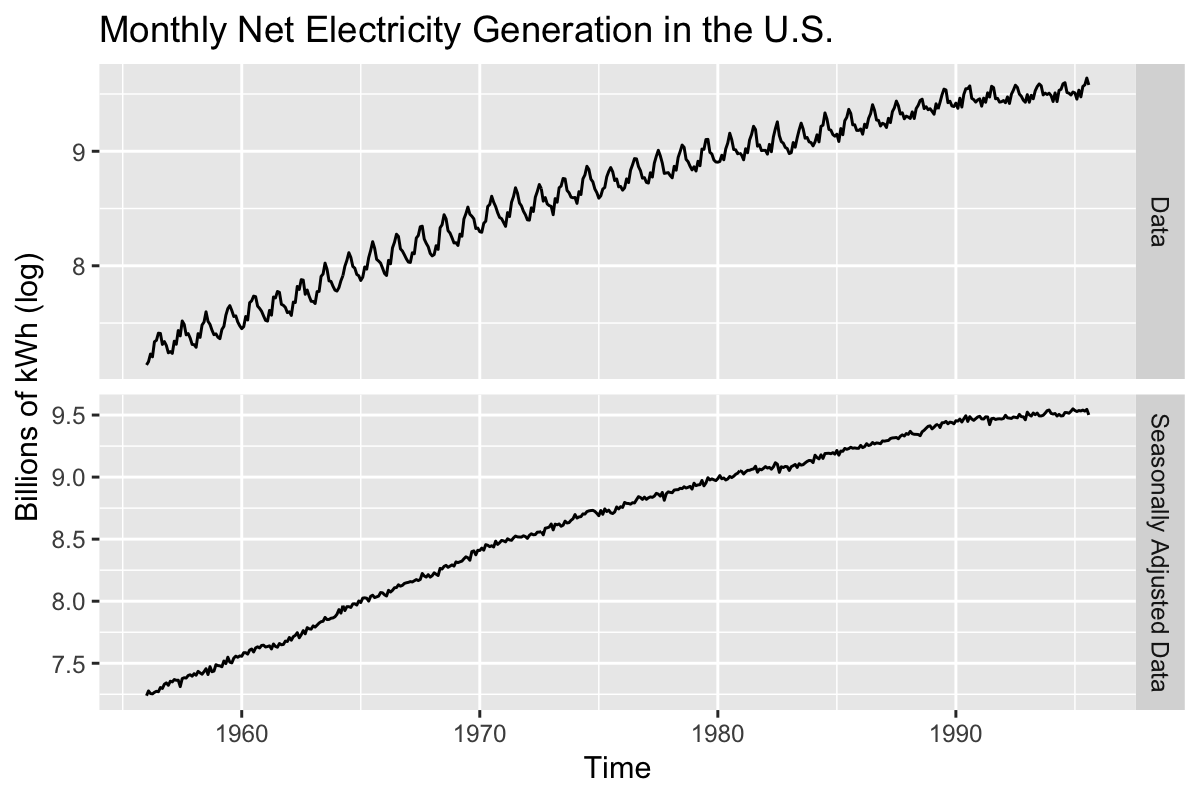 Monthly Net Electricity Generation in the U.S.
Billions of kWh (log)
9
8
Data
9.5
9.0
8.5
8.0
7.5
Seasonally Adjusted Data
1960 1970 1980 1990
Time